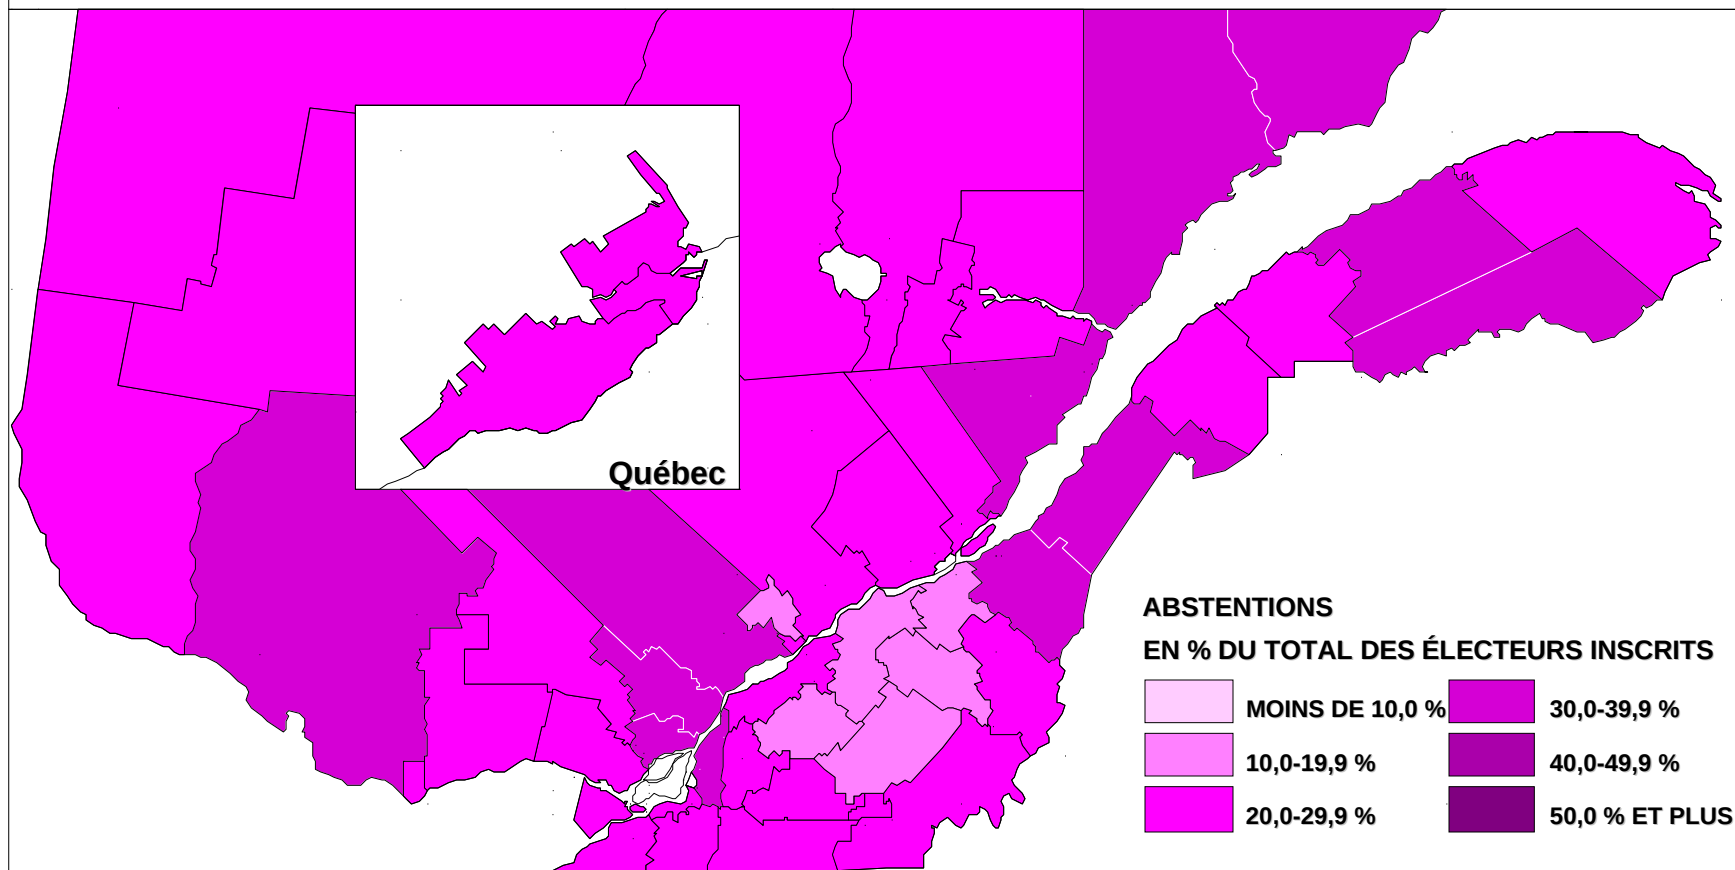 Québec
ABSTENTIONS
EN % DU TOTAL DES ÉLECTEURS INSCRITS
MOINS DE 10,0 %
30,0-39,9 %
10,0-19,9 %
40,0-49,9 %
20,0-29,9 %
50,0 % ET PLUS